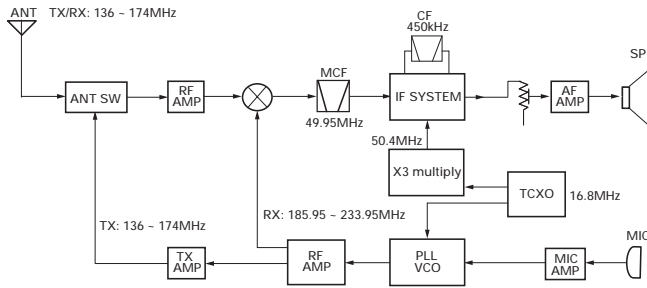 ANT TX/RX: 136 ~ 174MHz
CF
450kHz
SP
ANT SW
RF
AMP
MCF
49.95MHz
IF SYSTEM
AF
AMP
50.4MHz
X3 multiply
TCXO
16.8MHz
RX: 185.95 ~ 233.95MHz
TX: 136 ~ 174MHz
MIC
TX
AMP
RF
AMP
PLL
VCO
MIC
AMP